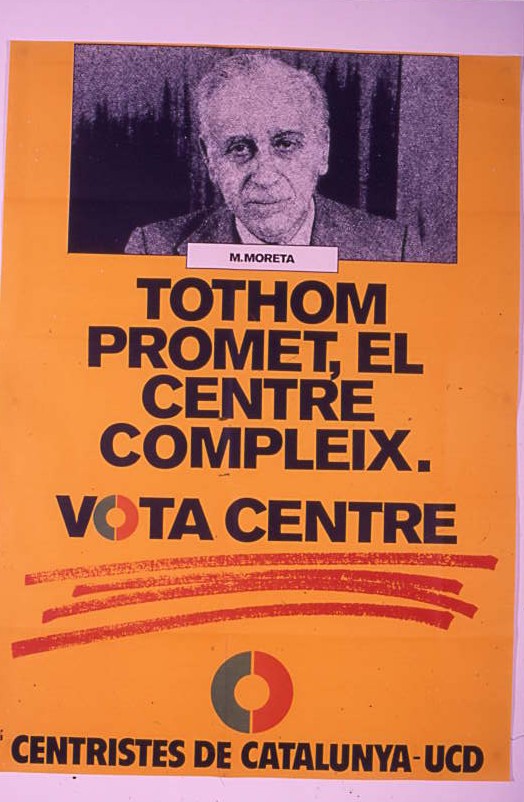 M.MORETA
TOTHOM
PROMET, EL
CENTRE
COMPLEIX.
VOTA CENTRE
CENTRISTES DE CATALUNYA-UCD